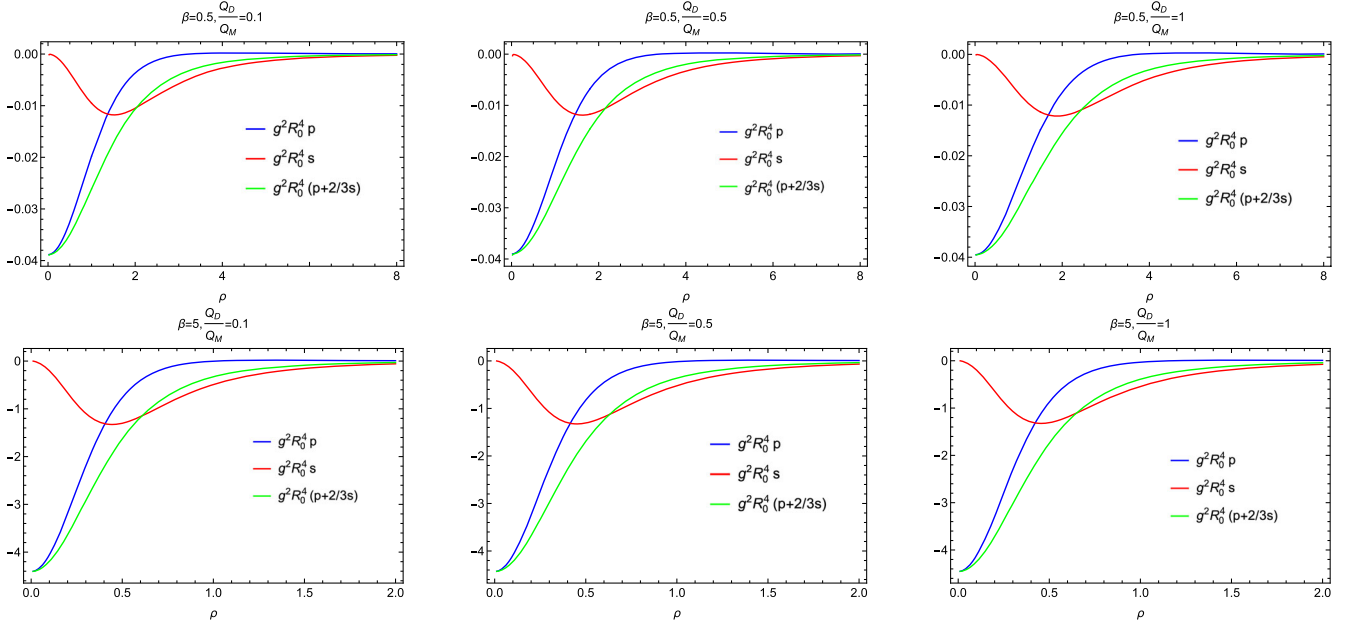 β=0.5, Q_D/Q_M=0.1
0.00
−0.01
−0.02
−0.03
−0.04
g²R₀⁴ p
g²R₀⁴ s
g²R₀⁴ (p+2/3s)
0 2 4 6 8
ρ
β=0.5, Q_D/Q_M=0.5
0.00
−0.01
−0.02
−0.03
−0.04
g²R₀⁴ p
g²R₀⁴ s
g²R₀⁴ (p+2/3s)
0 2 4 6 8
ρ
β=0.5, Q_D/Q_M=1
0.00
−0.01
−0.02
−0.03
−0.04
g²R₀⁴ p
g²R₀⁴ s
g²R₀⁴ (p+2/3s)
0 2 4 6 8
ρ
β=5, Q_D/Q_M=0.1
0
−1
−2
−3
−4
g²R₀⁴ p
g²R₀⁴ s
g²R₀⁴ (p+2/3s)
0.0 0.5 1.0 1.5 2.0
ρ
β=5, Q_D/Q_M=0.5
0
−1
−2
−3
−4
g²R₀⁴ p
g²R₀⁴ s
g²R₀⁴ (p+2/3s)
0.0 0.5 1.0 1.5 2.0
ρ
β=5, Q_D/Q_M=1
0
−1
−2
−3
−4
g²R₀⁴ p
g²R₀⁴ s
g²R₀⁴ (p+2/3s)
0.0 0.5 1.0 1.5 2.0
ρ